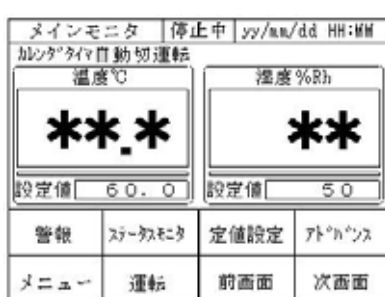 メインモニタ 停止中 yy/mm/dd HH:MM
ｶﾚﾝﾀﾞﾀｲﾏ自動切運転
温度℃ 湿度%Rh
**.* **
設定値 60.0 設定値 50
警報 ｽﾃｰﾀｽﾓﾆﾀ 定値設定 ｱﾄﾞﾊﾞﾝｽ
メニュー 運転 前画面 次画面